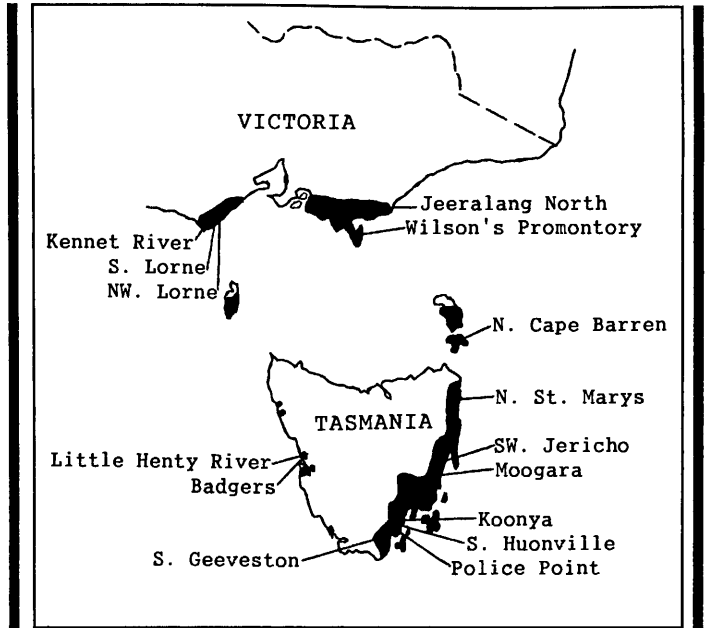 VICTORIA
Jeeralang North
Wilson's Promontory
Kennet River
S. Lorne
NW. Lorne
N. Cape Barren
N. St. Marys
TASMANIA
SW. Jericho
Little Henty River
Moogara
Badgers
Koonya
S. Huonville
S. Geeveston
Police Point